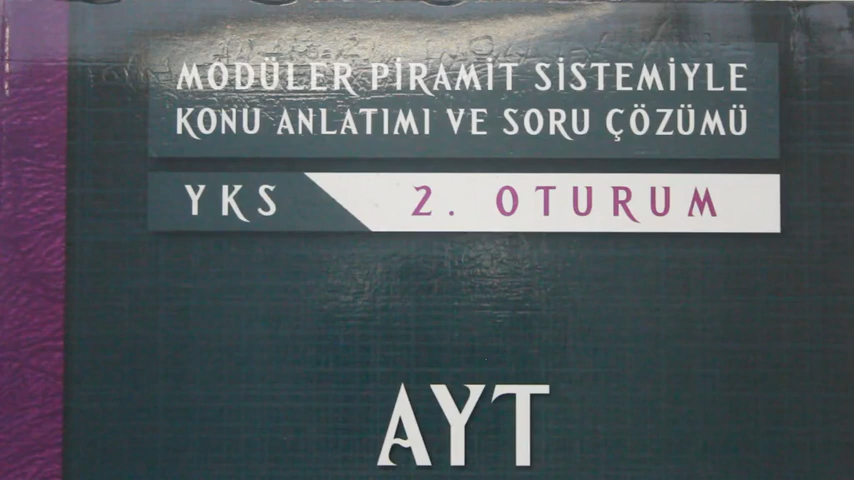 MODÜLER PİRAMİT SİSTEMİYLE
KONU ANLATIMI VE SORU ÇÖZÜMÜ
YKS 2. OTURUM
AYT